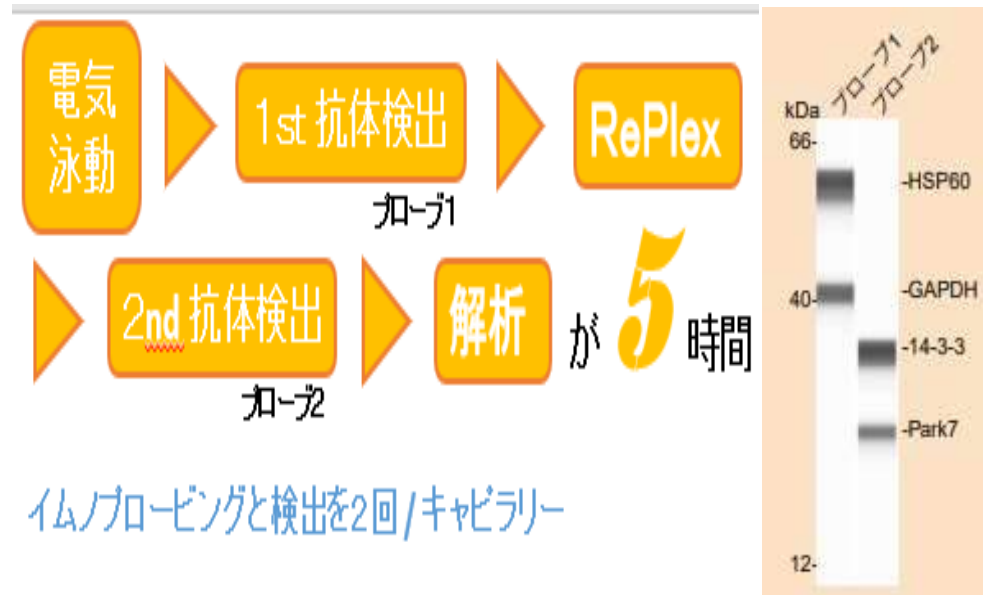 電気
泳動
1st 抗体検出
RePlex
プローブ1
2nd 抗体検出
解析
が 5 時間
プローブ2
イムノプロービングと検出を2回/キャピラリー
プローブ1
プローブ2
kDa
66-
-HSP60
40-
-GAPDH
-14-3-3
-Park7
12-